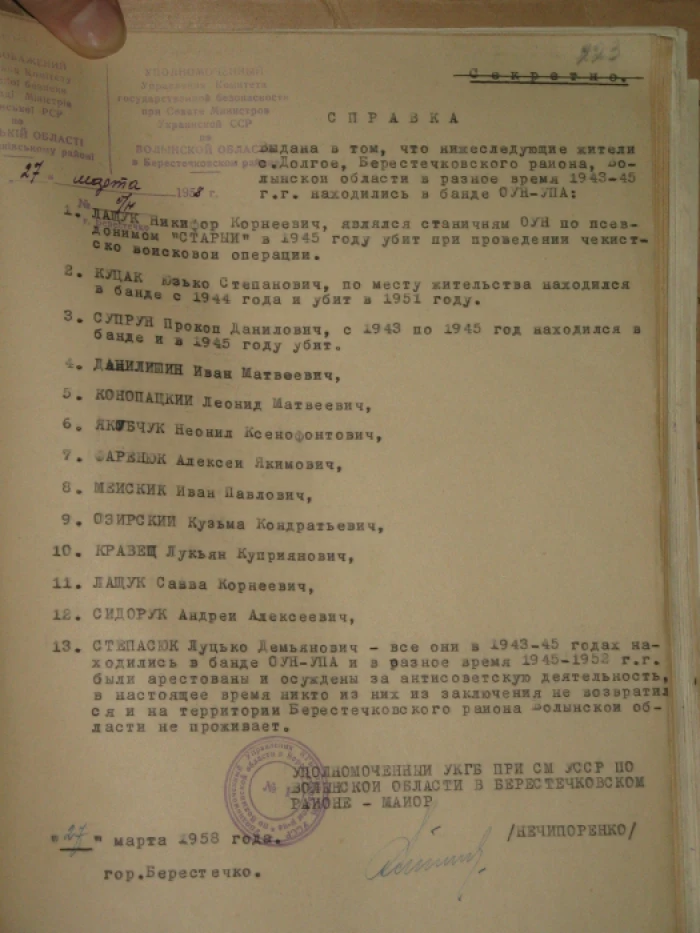 273
Секретно.
УПОЛНОМОЧЕННЫЙ
Управления Комитета
государственной безопасности
при Совете Министров
Украинской ССР
по
ВОЛЫНСКОЙ ОБЛАСТИ
в Берестечковском районе
"27" марта 1958 г.
№
г. Берестечко
СПРАВКА
Выдана в том, что нижеследующие жители
с.Долгое, Берестечковского района, Во-
лынской области в разное время 1943-45
г.г. находились в банде ОУН-УПА:
1. ЛАЩУК Никифор Корнеевич, являлся станичням ОУН по псев-
донимом "СТАРЫЙ" в 1945 году убит при проведении чекист-
ско войсковой операции.
2. КУЦАК Юзько Степанович, по месту жительства находился
в банде с 1944 года и убит в 1951 году.
3. СУПРУН Прокоп Данилович, с 1943 по 1945 год находился в
банде и в 1945 году убит.
4. ДАНИЛИШИН Иван Матвеевич,
5. КОНОПАЦКИЙ Леонид Матвеевич,
6. ЯКУБЧУК Неонил Ксенофонтович,
7. ФАРЕНЮК Алексей Якимович,
8. МЕЙСКИК Иван Павлович,
9. ОЗИРСКИЙ Кузьма Кондратьевич,
10. КРАВЕЦ Лукьян Куприянович,
11. ЛАЩУК Савва Корнеевич,
12. СИДОРУК Андрей Алексеевич,
13. СТЕПАСЮК Луцько Демьянович - все они в 1943-45 годах на-
ходились в банде ОУН-УПА и в разное время 1945-1952 г.г.
были арестованы и осуждены за антисоветскую деятельность,
в настоящее время никто из них из заключения не возвратил
ся и на территории Берестечковского района Волынской об-
ласти не проживает.
УПОЛНОМОЧЕННЫЙ УКГБ ПРИ СМ УССР ПО
ВОЛЫНСКОЙ ОБЛАСТИ В БЕРЕСТЕЧКОВСКОМ
РАЙОНЕ - МАЙОР
/НЕЧИПОРЕНКО/
"27" марта 1958 года.
гор.Берестечко.